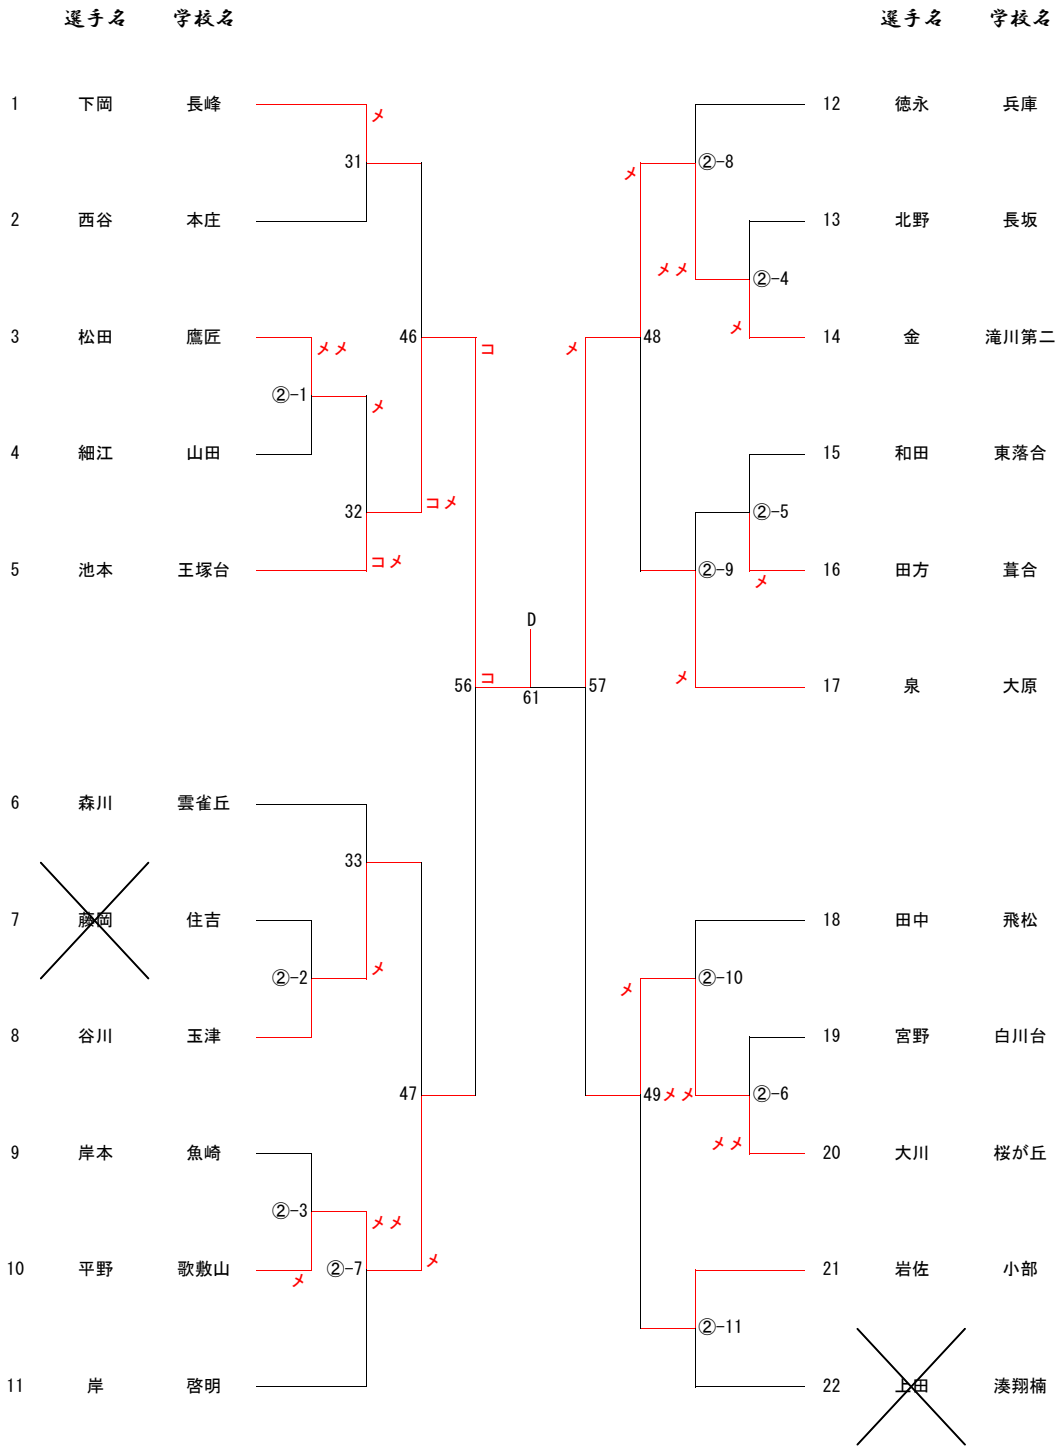 選手名 学校名 選手名 学校名
1 下岡 長峰 12 徳永 兵庫
メ
31 ②-8
メ
2 西谷 本庄 13 北野 長坂
メメ ②-4
メ
3 松田 鷹匠 46 48 14 金 滝川第二
メメ コ メ
②-1
メ
4 細江 山田 15 和田 東落合
コメ
32 ②-5
コメ
5 池本 王塚台 ②-9 16 田方 葺合
メ
D
コ メ
56 57 17 泉 大原
61
6 森川 雲雀丘
33
7 藤岡 住吉 18 田中 飛松
メ
②-2 ②-10
メ
8 谷川 玉津 19 宮野 白川台
47 49 メメ ②-6
メメ
9 岸本 魚崎 20 大川 桜が丘
②-3
メメ
メ
10 平野 歌敷山 ②-7 21 岩佐 小部
メ
②-11
11 岸 啓明 22 上田 湊翔楠